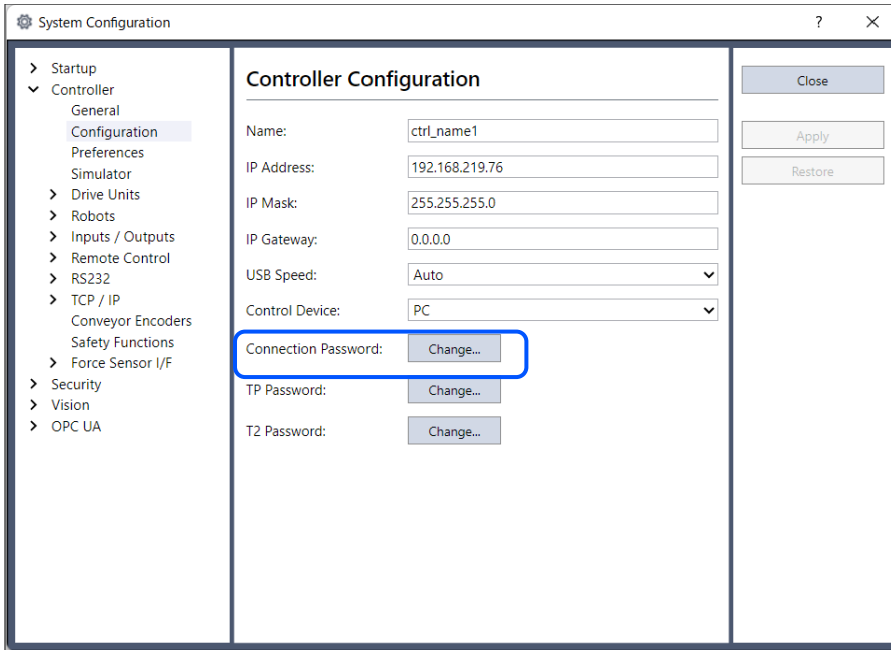 System Configuration
?
Startup
Controller
General
Configuration
Preferences
Simulator
Drive Units
Robots
Inputs / Outputs
Remote Control
RS232
TCP / IP
Conveyor Encoders
Safety Functions
Force Sensor I/F
Security
Vision
OPC UA
Controller Configuration
Name: ctrl_name1
IP Address: 192.168.219.76
IP Mask: 255.255.255.0
IP Gateway: 0.0.0.0
USB Speed: Auto
Control Device: PC
Connection Password: Change...
TP Password: Change...
T2 Password: Change...
Close
Apply
Restore